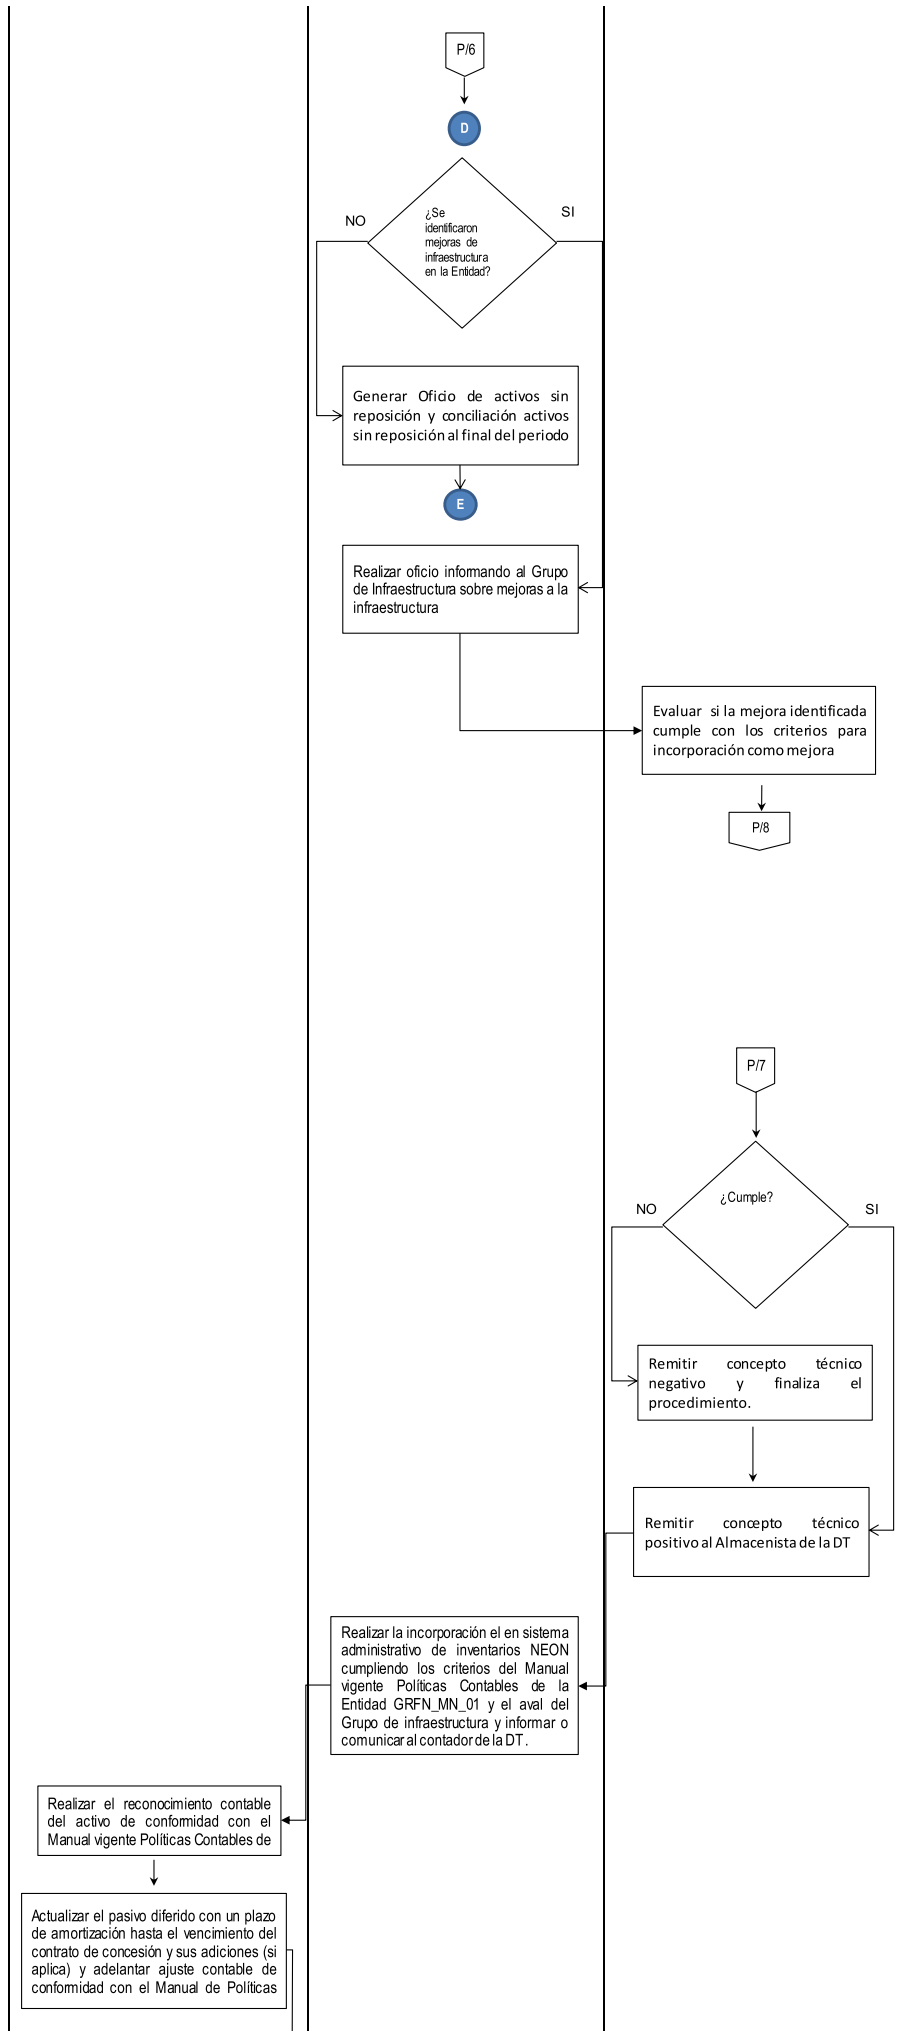 P/6
D
NO
SI
¿Se
identificaron
mejoras de
infraestructura
en la Entidad?
Generar Oficio de activos sin
reposición y conciliación activos
sin reposición al final del periodo
E
Realizar oficio informando al Grupo
de Infraestructura sobre mejoras a la
infraestructura
Evaluar si la mejora identificada
cumple con los criterios para
incorporación como mejora
P/8
P/7
¿Cumple?
NO
SI
Remitir concepto técnico
negativo y finaliza el
procedimiento.
Remitir concepto técnico
positivo al Almacenista de la DT
Realizar la incorporación el en sistema
administrativo de inventarios NEON
cumpliendo los criterios del Manual
vigente Políticas Contables de la
Entidad GRFN_MN_01 y el aval del
Grupo de infraestructura y informar o
comunicar al contador de la DT .
Realizar el reconocimiento contable
del activo de conformidad con el
Manual vigente Políticas Contables de
Actualizar el pasivo diferido con un plazo
de amortización hasta el vencimiento del
contrato de concesión y sus adiciones (si
aplica) y adelantar ajuste contable de
conformidad con el Manual de Políticas